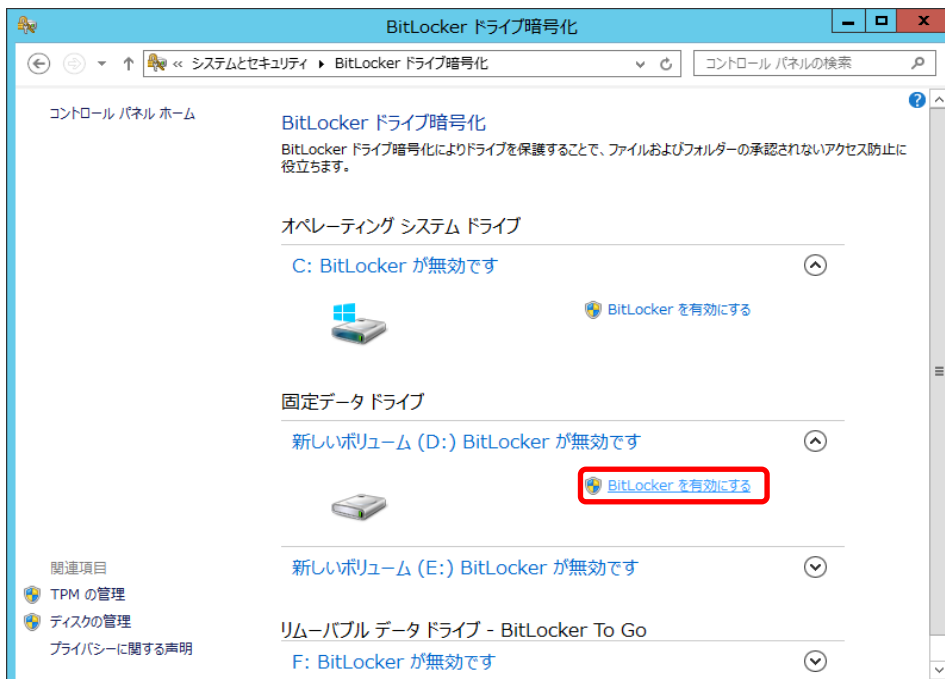 BitLocker ドライブ暗号化
« システムとセキュリティ ▸ BitLocker ドライブ暗号化
コントロール パネルの検索
コントロール パネル ホーム
BitLocker ドライブ暗号化
BitLocker ドライブ暗号化によりドライブを保護することで、ファイルおよびフォルダーの承認されないアクセス防止に
役立ちます。
オペレーティング システム ドライブ
C: BitLocker が無効です
BitLocker を有効にする
固定データ ドライブ
新しいボリューム (D:) BitLocker が無効です
BitLocker を有効にする
新しいボリューム (E:) BitLocker が無効です
リムーバブル データ ドライブ - BitLocker To Go
F: BitLocker が無効です
関連項目
TPM の管理
ディスクの管理
プライバシーに関する声明